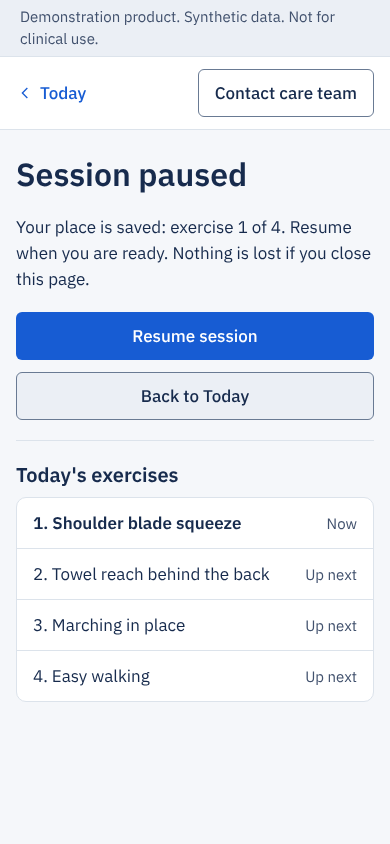 Demonstration product. Synthetic data. Not for
clinical use.
Today
Contact care team
Session paused
Your place is saved: exercise 1 of 4. Resume
when you are ready. Nothing is lost if you close
this page.
Resume session
Back to Today
Today's exercises
1. Shoulder blade squeeze Now
2. Towel reach behind the back Up next
3. Marching in place Up next
4. Easy walking Up next